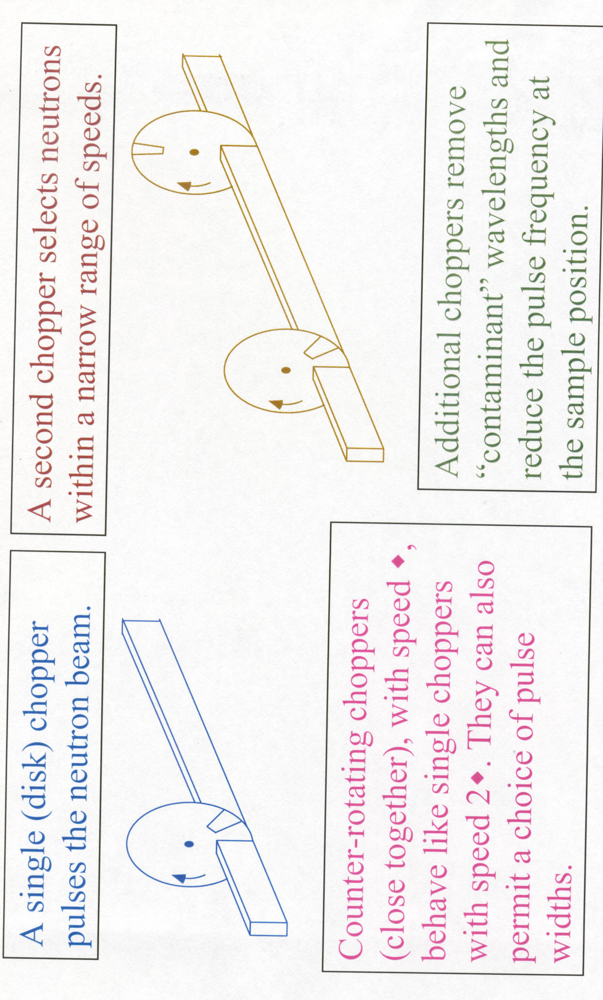 A single (disk) chopper
pulses the neutron beam.
A second chopper selects neutrons
within a narrow range of speeds.
Counter-rotating choppers
(close together), with speed ◆,
behave like single choppers
with speed 2◆. They can also
permit a choice of pulse
widths.
Additional choppers remove
“contaminant” wavelengths and
reduce the pulse frequency at
the sample position.